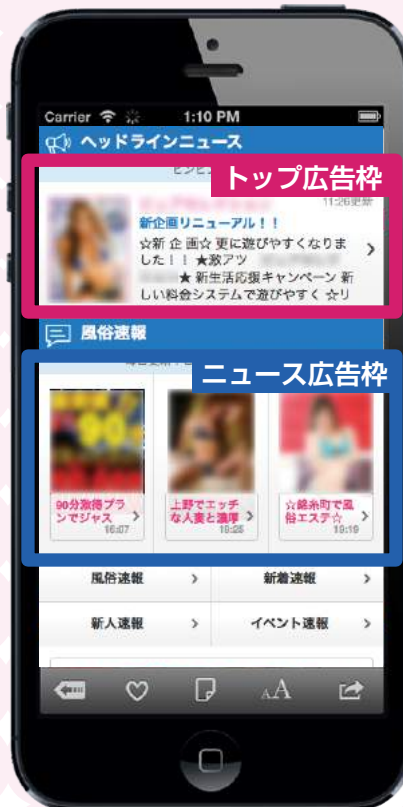 Carrier 1:10 PM
ヘッドラインニュース
トップ広告枠
11:26更新
新企画リニューアル！！
☆新 企 画☆ 更に遊びやすくなりま
した！！ ★激アツ
★ 新生活応援キャンペーン 新
しい料金システムで遊びやすく ☆リ
風俗速報
ニュース広告枠
90分激得プラ
ンでジャス
16:07
上野でエッチ
な人妻と濃厚
19:25
☆錦糸町で風
俗エステ☆
19:19
風俗速報
新着速報
新人速報
イベント速報
AA